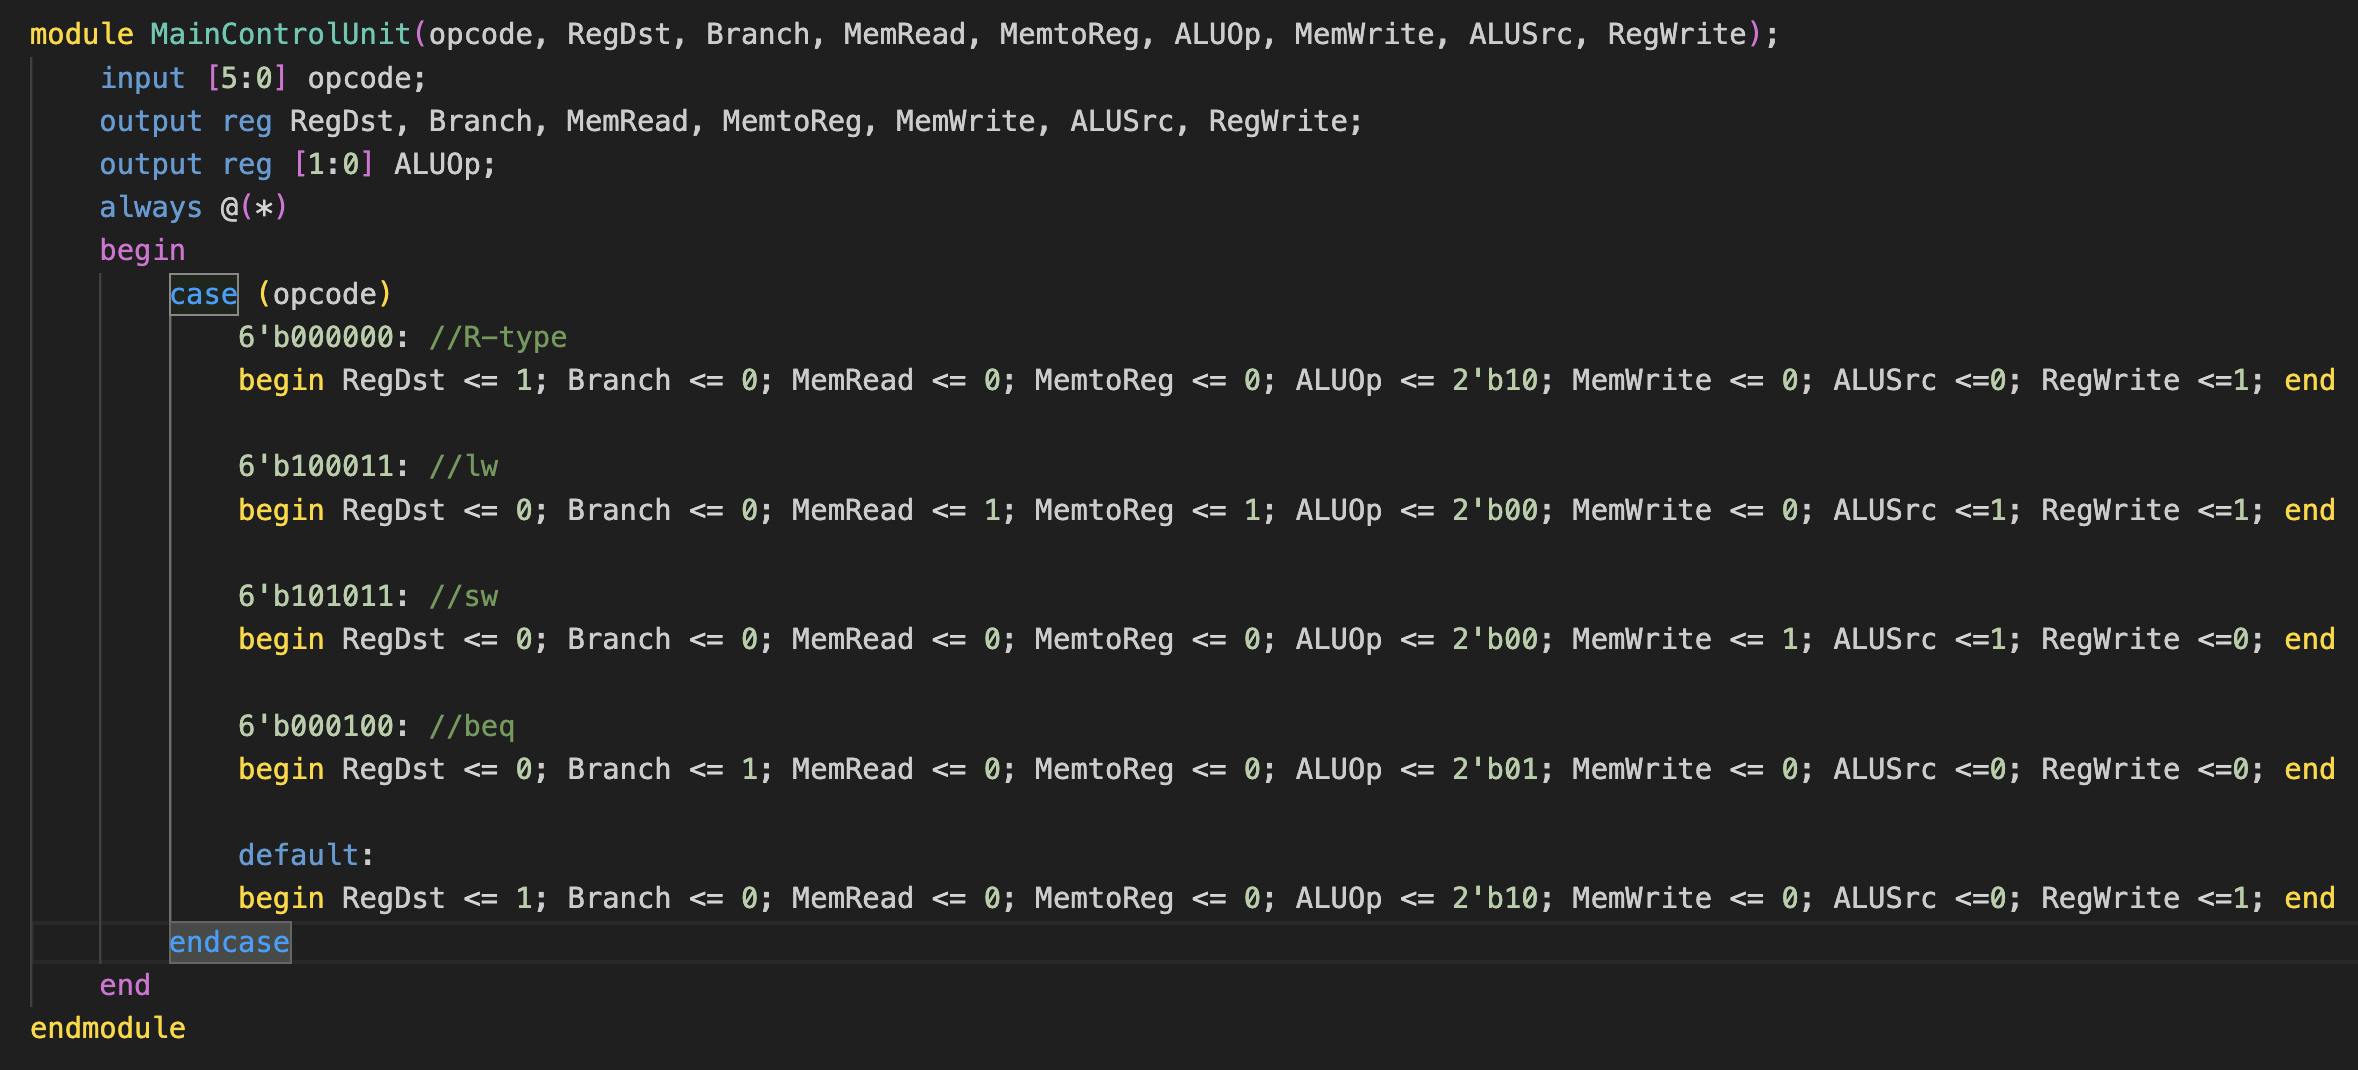 module MainControlUnit(opcode, RegDst, Branch, MemRead, MemtoReg, ALUOp, MemWrite, ALUSrc, RegWrite);
input [5:0] opcode;
output reg RegDst, Branch, MemRead, MemtoReg, MemWrite, ALUSrc, RegWrite;
output reg [1:0] ALUOp;
always @(*)
begin
case (opcode)
6'b000000: //R-type
begin RegDst <= 1; Branch <= 0; MemRead <= 0; MemtoReg <= 0; ALUOp <= 2'b10; MemWrite <= 0; ALUSrc <=0; RegWrite <=1; end
6'b100011: //lw
begin RegDst <= 0; Branch <= 0; MemRead <= 1; MemtoReg <= 1; ALUOp <= 2'b00; MemWrite <= 0; ALUSrc <=1; RegWrite <=1; end
6'b101011: //sw
begin RegDst <= 0; Branch <= 0; MemRead <= 0; MemtoReg <= 0; ALUOp <= 2'b00; MemWrite <= 1; ALUSrc <=1; RegWrite <=0; end
6'b000100: //beq
begin RegDst <= 0; Branch <= 1; MemRead <= 0; MemtoReg <= 0; ALUOp <= 2'b01; MemWrite <= 0; ALUSrc <=0; RegWrite <=0; end
default:
begin RegDst <= 1; Branch <= 0; MemRead <= 0; MemtoReg <= 0; ALUOp <= 2'b10; MemWrite <= 0; ALUSrc <=0; RegWrite <=1; end
endcase
end
endmodule